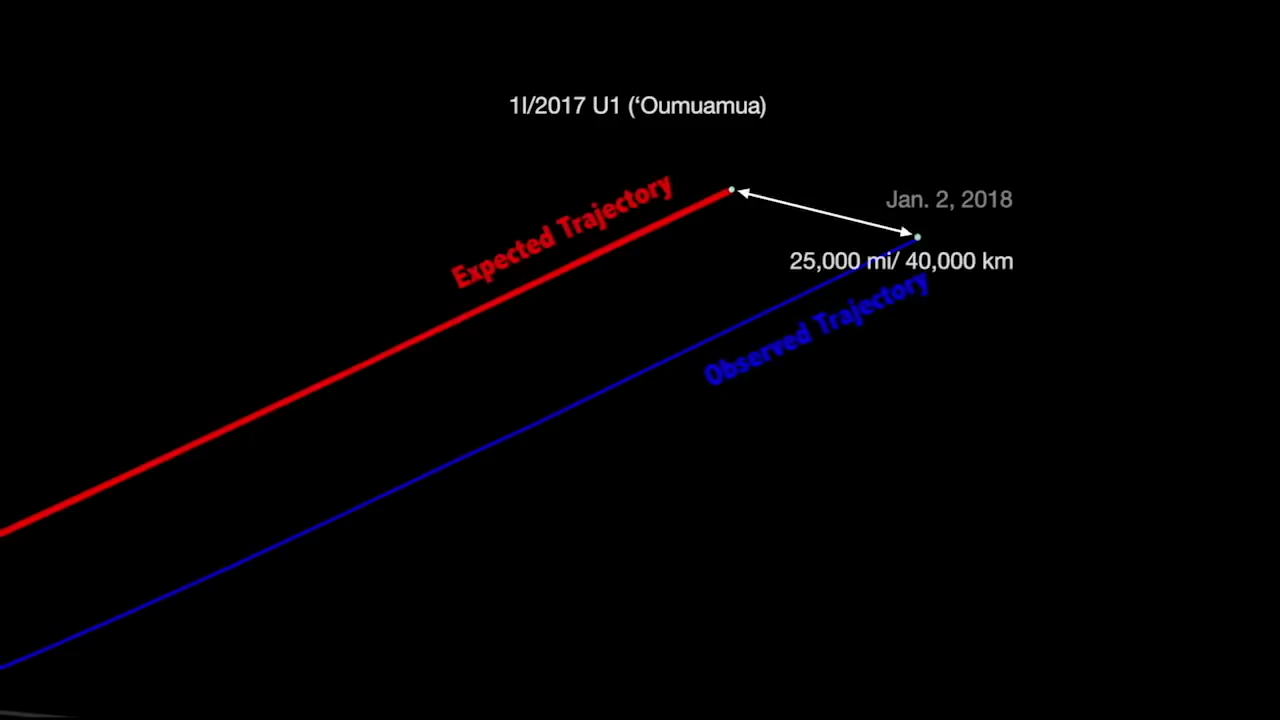 1I/2017 U1 (‘Oumuamua)
Expected Trajectory
Jan. 2, 2018
25,000 mi/ 40,000 km
Observed Trajectory